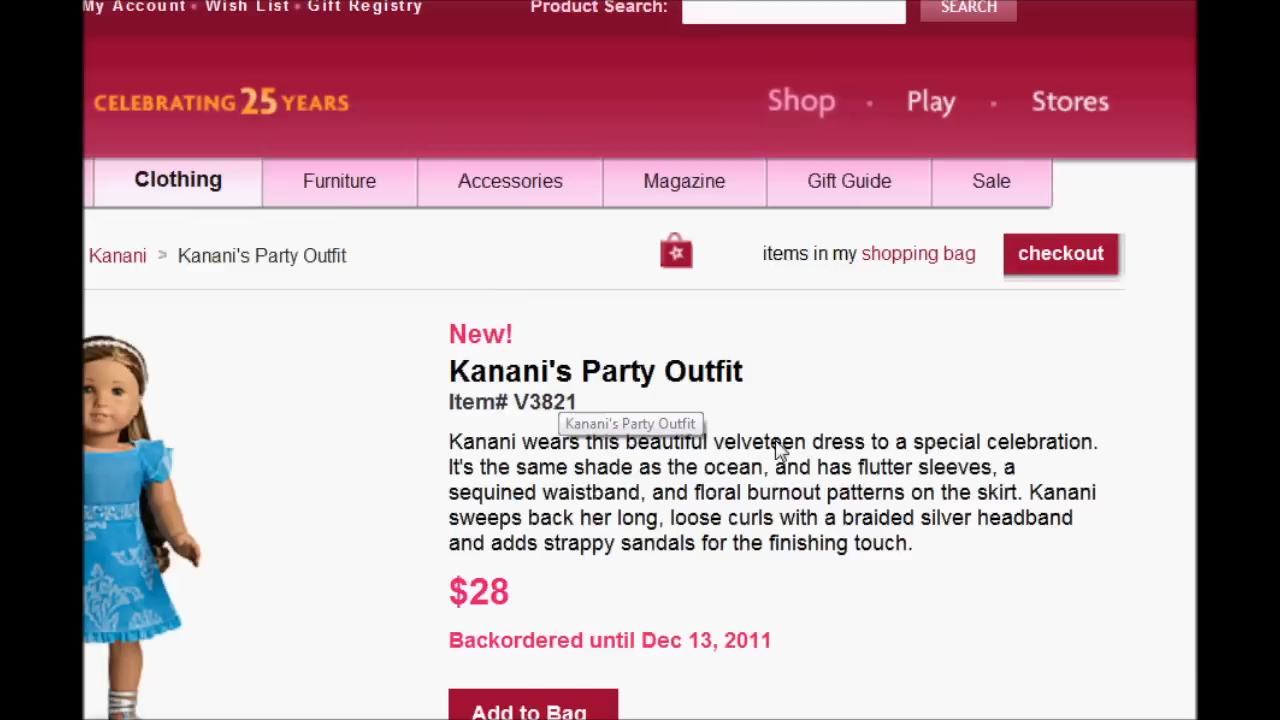 My Account • Wish List • Gift Registry Product Search: SEARCH
CELEBRATING 25 YEARS Shop • Play • Stores
Clothing Furniture Accessories Magazine Gift Guide Sale
Kanani > Kanani's Party Outfit items in my shopping bag checkout
New!
Kanani's Party Outfit
Item# V3821
Kanani's Party Outfit
Kanani wears this beautiful velveteen dress to a special celebration.
It's the same shade as the ocean, and has flutter sleeves, a
sequined waistband, and floral burnout patterns on the skirt. Kanani
sweeps back her long, loose curls with a braided silver headband
and adds strappy sandals for the finishing touch.
$28
Backordered until Dec 13, 2011
Add to Bag